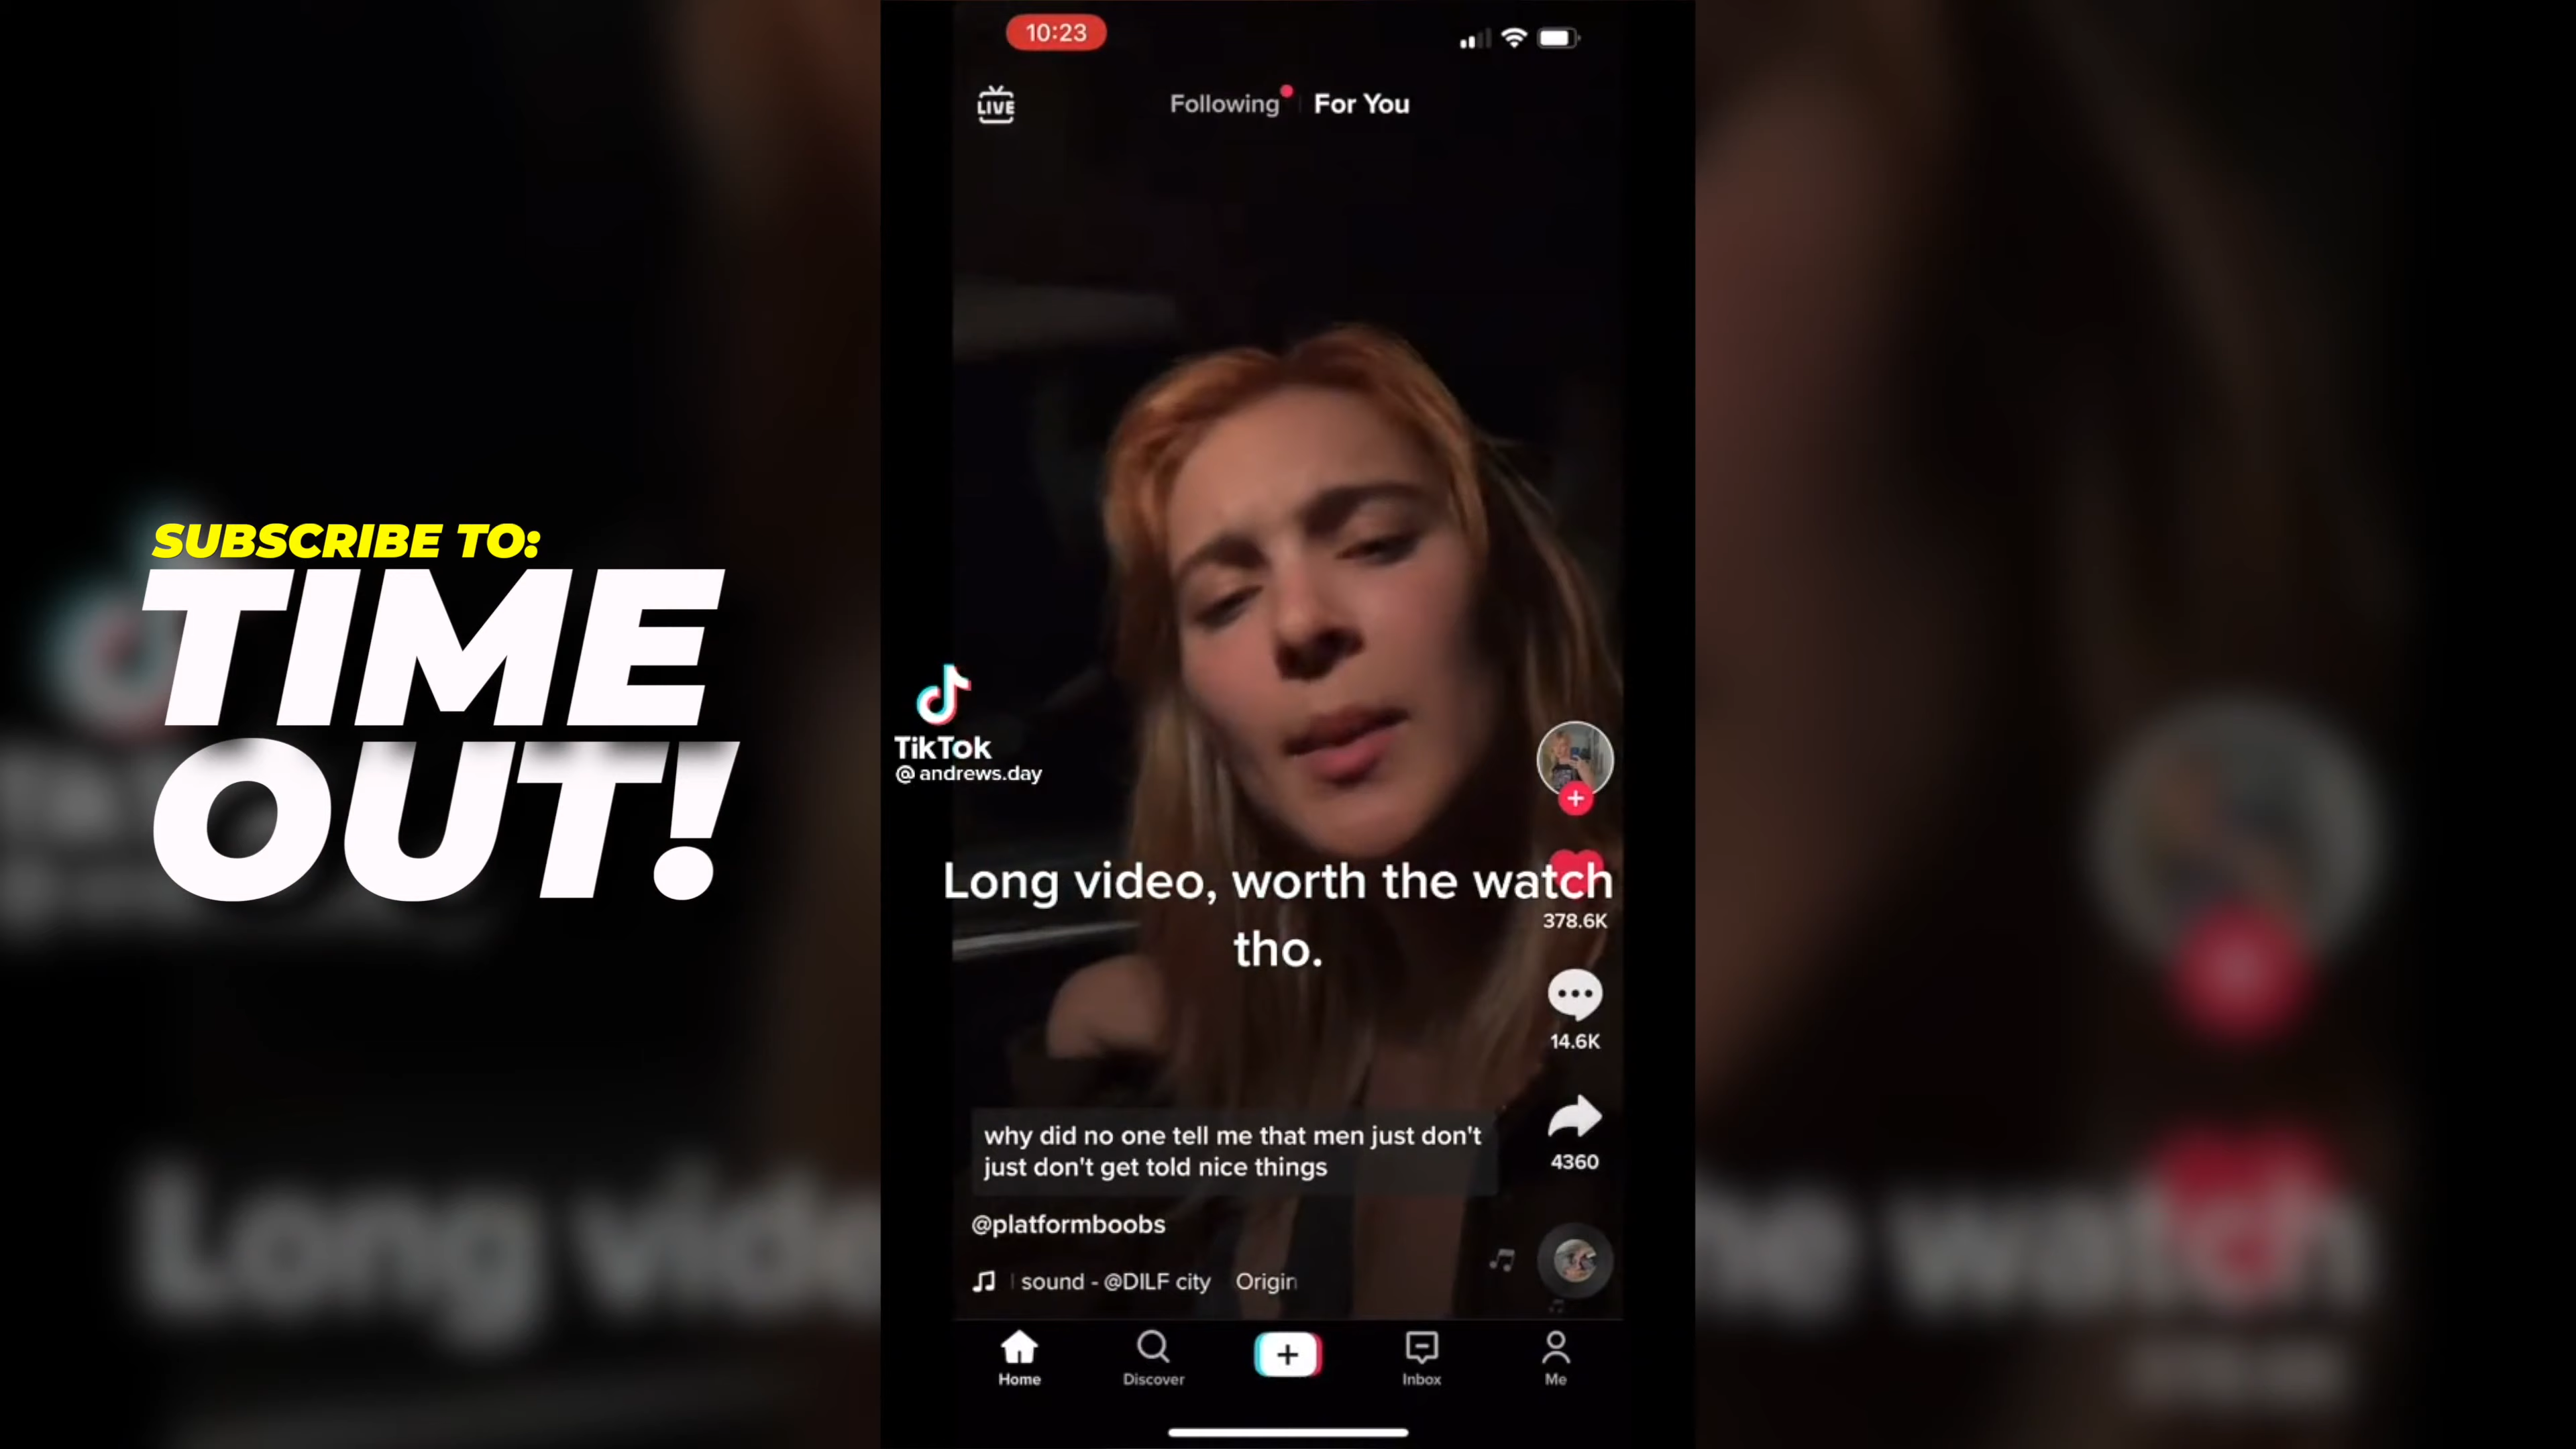 10:23
LIVE
Following
For You
SUBSCRIBE TO:
TIME
OUT!
TikTok
@andrews.day
Long video, worth the watch
tho.
378.6K
14.6K
why did no one tell me that men just don't
just don't get told nice things
4360
@platformboobs
sound - @DILF city Origin
Home
Discover
Inbox
Me